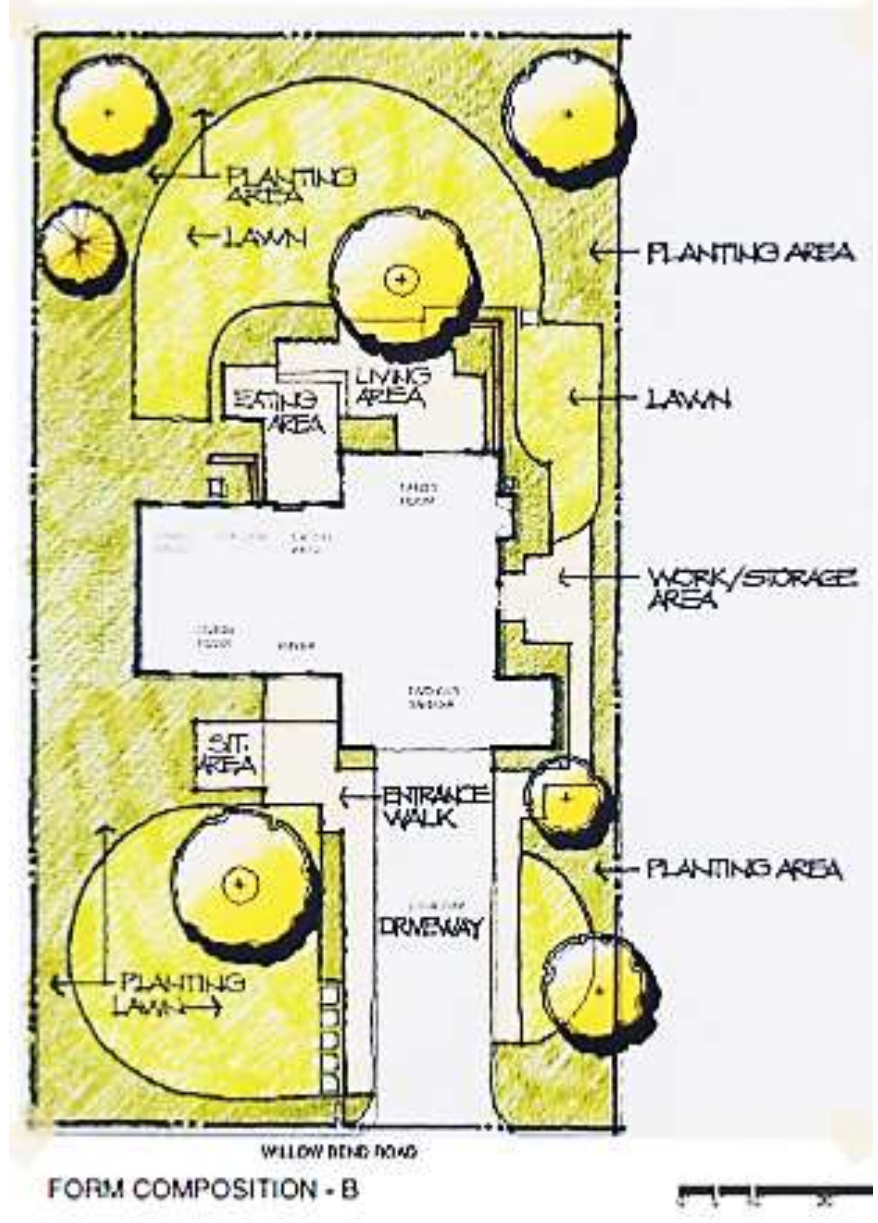 PLANTING
AREA
LAWN
PLANTING AREA
LIVING
AREA
EATING
AREA
LAWN
ROOM
WORK/STORAGE
AREA
SIT.
AREA
ENTRANCE
WALK
PLANTING AREA
DRIVEWAY
PLANTING
LAWN
WILLOW BEND ROAD
FORM COMPOSITION - B